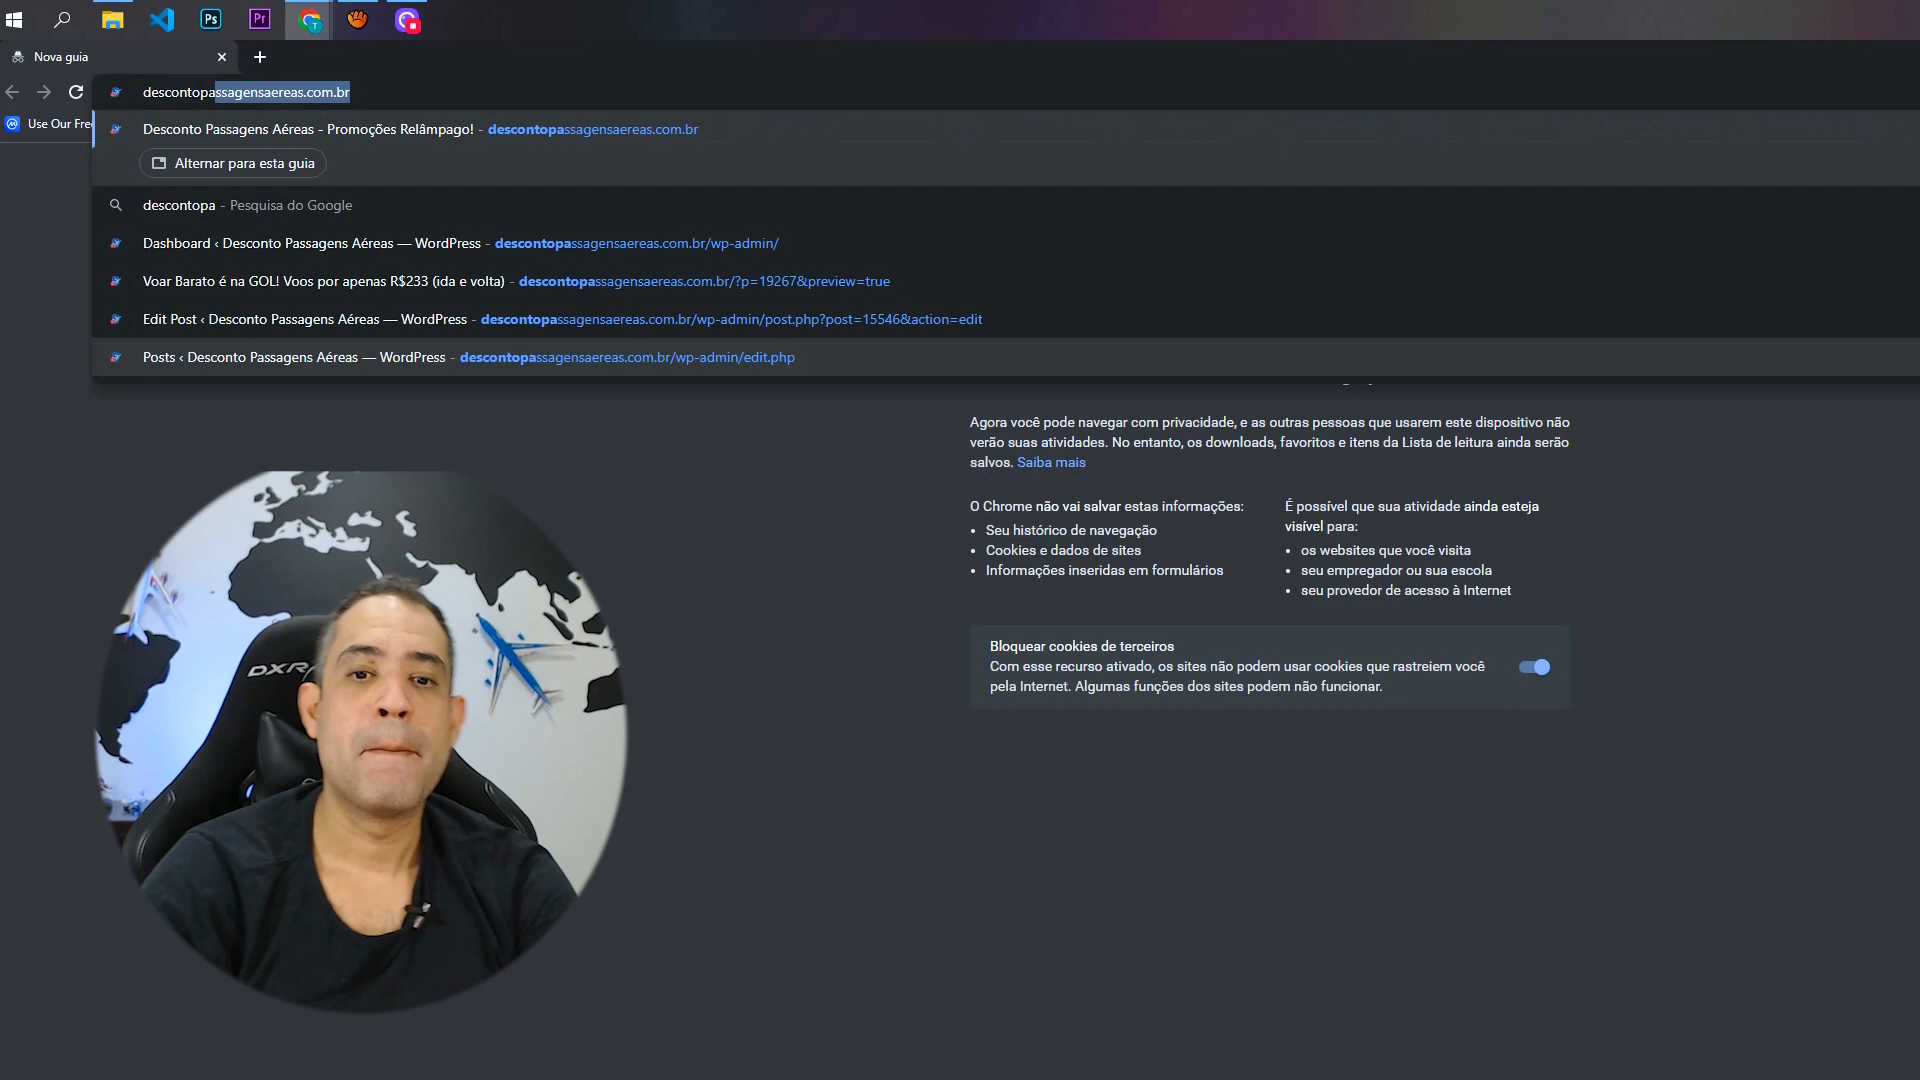 Ps
Pr
T
Nova guia
descontopassagensaereas.com.br
Use Our Fre
Desconto Passagens Aéreas - Promoções Relâmpago! - descontopassagensaereas.com.br
Alternar para esta guia
descontopa - Pesquisa do Google
Dashboard ‹ Desconto Passagens Aéreas — WordPress - descontopassagensaereas.com.br/wp-admin/
Voar Barato é na GOL! Voos por apenas R$233 (ida e volta) - descontopassagensaereas.com.br/?p=19267&preview=true
Edit Post ‹ Desconto Passagens Aéreas — WordPress - descontopassagensaereas.com.br/wp-admin/post.php?post=15546&action=edit
Posts ‹ Desconto Passagens Aéreas — WordPress - descontopassagensaereas.com.br/wp-admin/edit.php
Agora você pode navegar com privacidade, e as outras pessoas que usarem este dispositivo não
verão suas atividades. No entanto, os downloads, favoritos e itens da Lista de leitura ainda serão
salvos. Saiba mais
O Chrome não vai salvar estas informações:
• Seu histórico de navegação
• Cookies e dados de sites
• Informações inseridas em formulários
É possível que sua atividade ainda esteja
visível para:
• os websites que você visita
• seu empregador ou sua escola
• seu provedor de acesso à Internet
Bloquear cookies de terceiros
Com esse recurso ativado, os sites não podem usar cookies que rastreiem você
pela Internet. Algumas funções dos sites podem não funcionar.
DXR